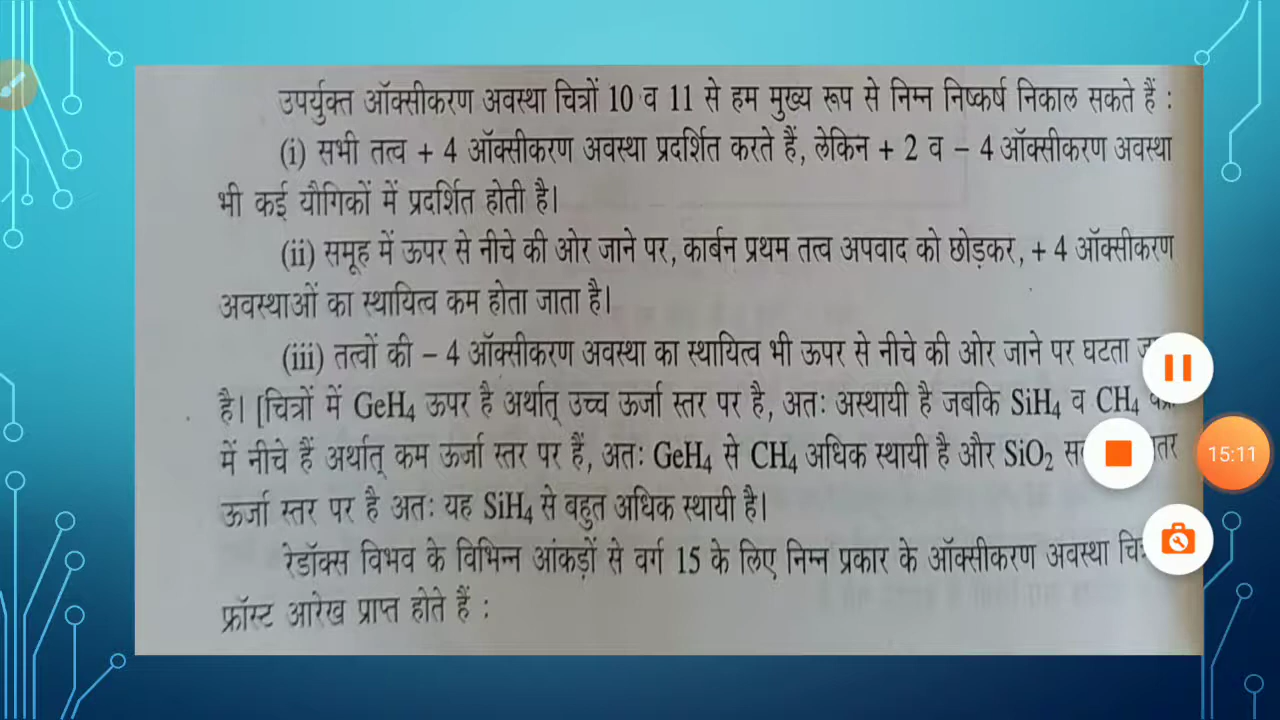 उपर्युक्त ऑक्सीकरण अवस्था चित्रों 10 व 11 से हम मुख्य रूप से निम्न निष्कर्ष निकाल सकते हैं :
(i) सभी तत्व + 4 ऑक्सीकरण अवस्था प्रदर्शित करते हैं, लेकिन + 2 व – 4 ऑक्सीकरण अवस्था
भी कई यौगिकों में प्रदर्शित होती है।
(ii) समूह में ऊपर से नीचे की ओर जाने पर, कार्बन प्रथम तत्व अपवाद को छोड़कर, + 4 ऑक्सीकरण
अवस्थाओं का स्थायित्व कम होता जाता है।
(iii) तत्वों की – 4 ऑक्सीकरण अवस्था का स्थायित्व भी ऊपर से नीचे की ओर जाने पर घटता
है। [चित्रों में GeH₄ ऊपर है अर्थात् उच्च ऊर्जा स्तर पर है, अतः अस्थायी है जबकि SiH₄ व CH₄
में नीचे हैं अर्थात् कम ऊर्जा स्तर पर हैं, अतः GeH₄ से CH₄ अधिक स्थायी है और SiO₂
ऊर्जा स्तर पर है अतः यह SiH₄ से बहुत अधिक स्थायी है।
रेडॉक्स विभव के विभिन्न आंकड़ों से वर्ग 15 के लिए निम्न प्रकार के ऑक्सीकरण अवस्था
फ्रॉस्ट आरेख प्राप्त होते हैं :
15:11